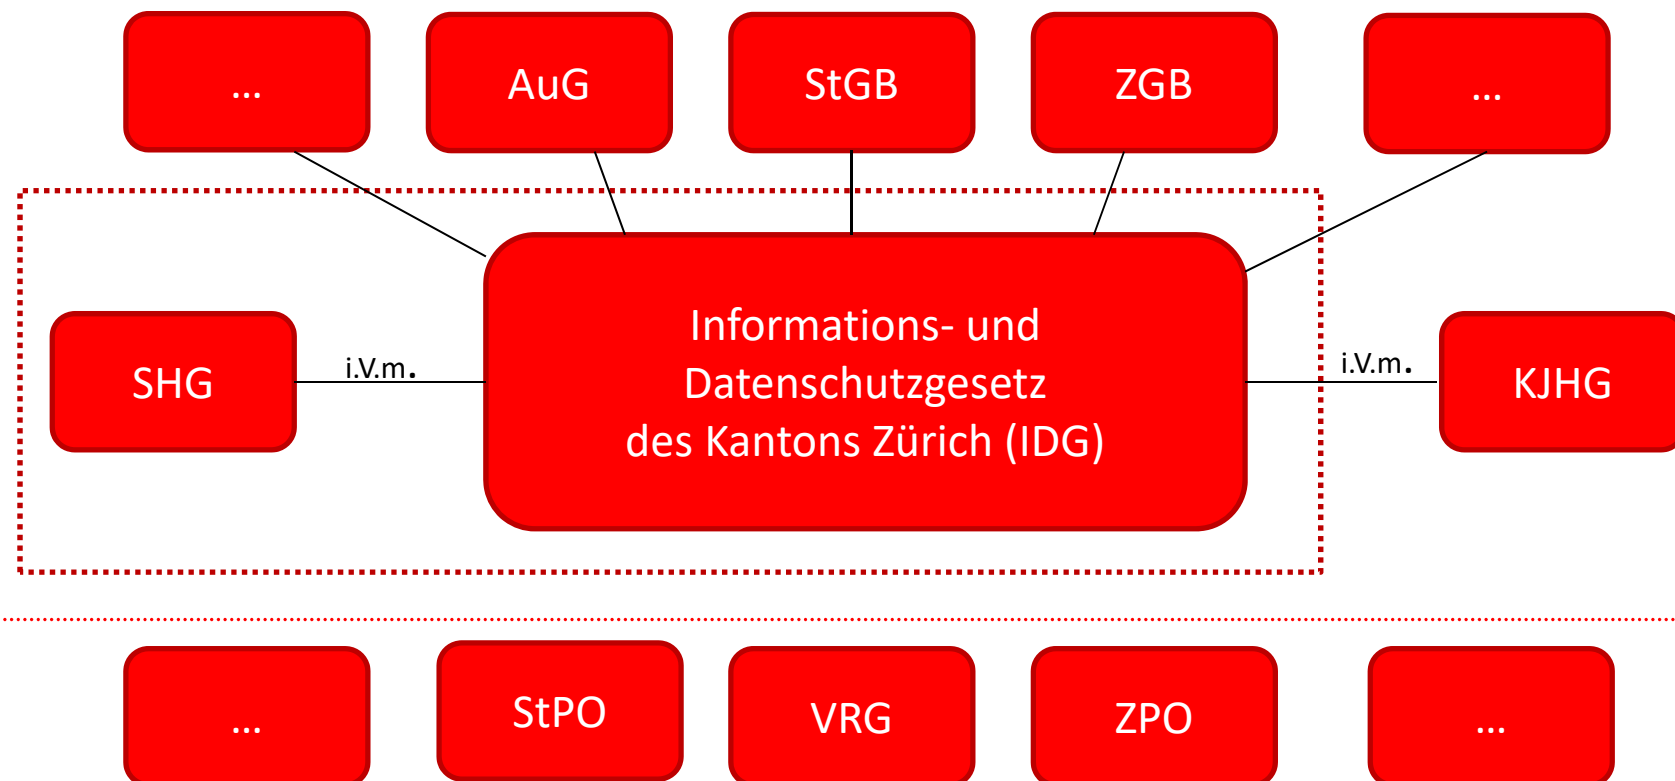 ...
AuG
StGB
ZGB
...
Informations- und
Datenschutzgesetz
des Kantons Zürich (IDG)
SHG
i.V.m.
i.V.m.
KJHG
...
StPO
VRG
ZPO
...